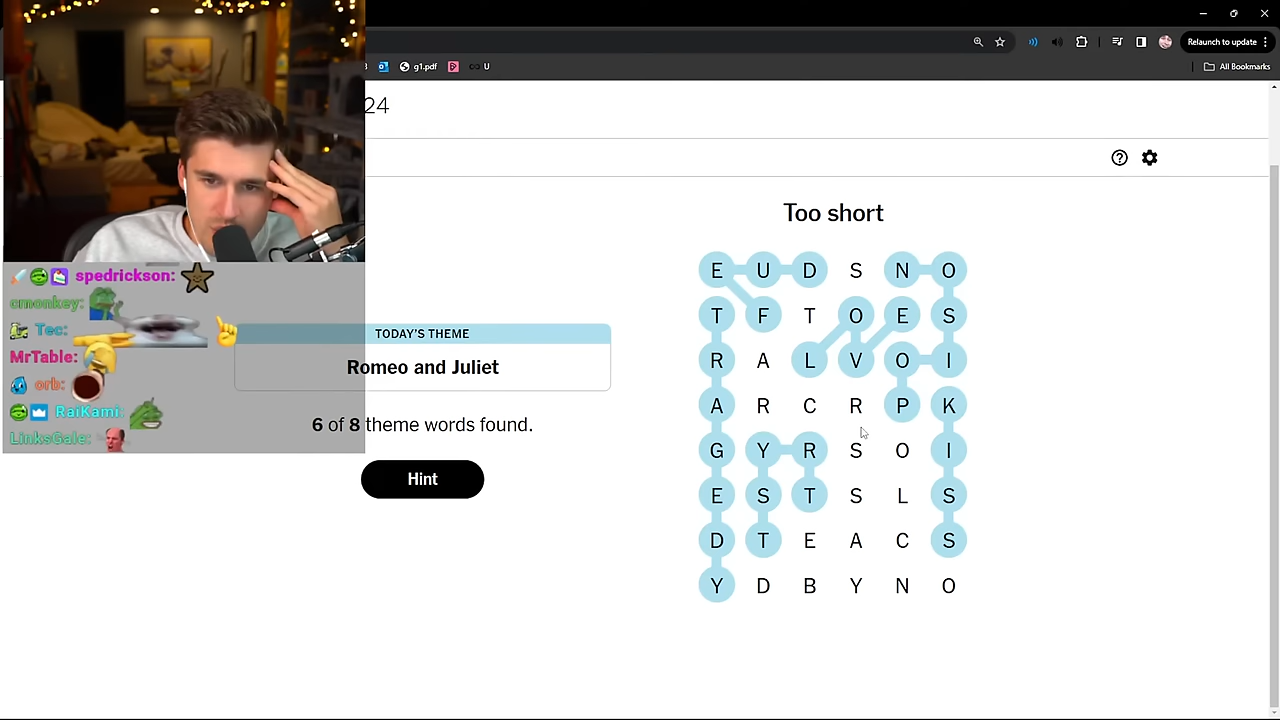 Relaunch to update
g1.pdf
U
All Bookmarks
24
spedrickson:
cmonkey:
Tec:
MrTable:
orb:
RaiKami:
LinksGale:
TODAY'S THEME
Romeo and Juliet
6 of 8 theme words found.
Hint
Too short
E U D S N O
T F T O E S
R A L V O I
A R C R P K
G Y R S O I
E S T S L S
D T E A C S
Y D B Y N O